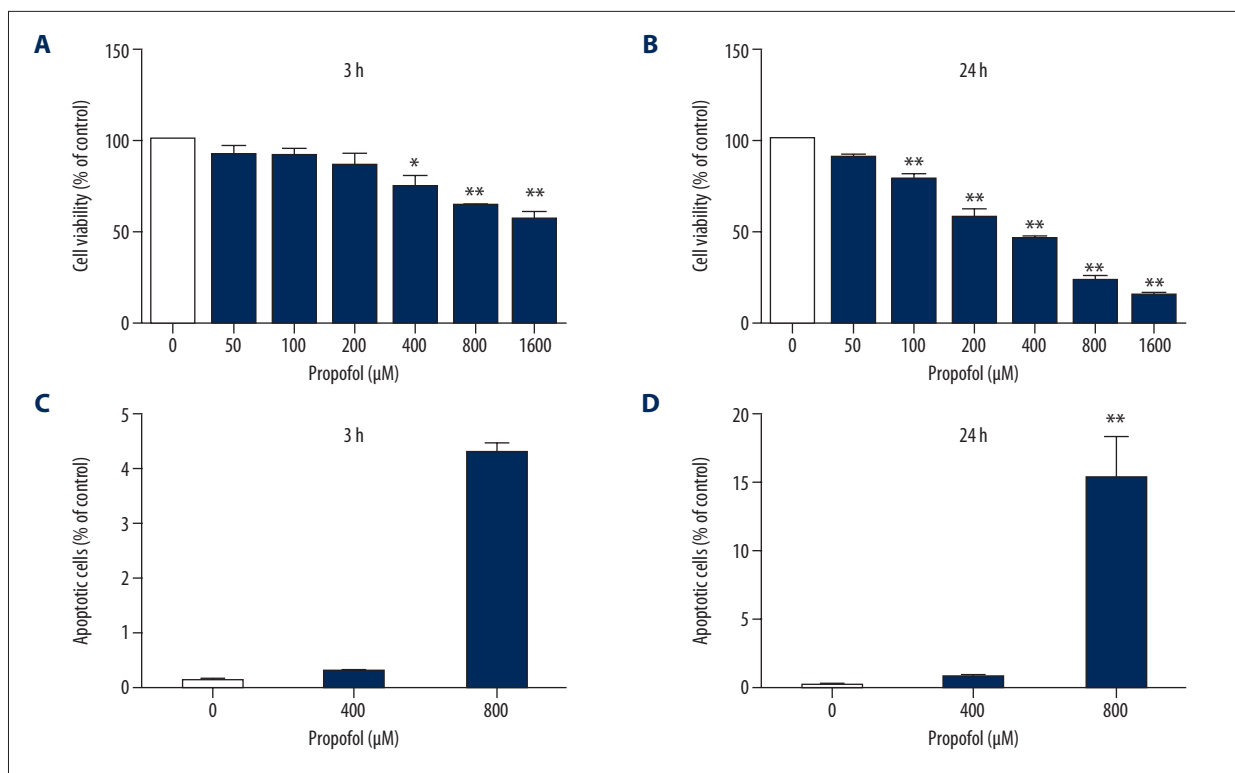 A
3 h
150
100
50
0
Cell viability (% of control)
*
**
**
0 50 100 200 400 800 1600
Propofol (μM)
B
24 h
150
100
50
0
Cell viability (% of control)
**
**
**
**
**
0 50 100 200 400 800 1600
Propofol (μM)
C
3 h
5
4
3
2
1
0
Apoptotic cells (% of control)
0 400 800
Propofol (μM)
D
24 h
20
15
10
5
0
Apoptotic cells (% of control)
**
0 400 800
Propofol (μM)